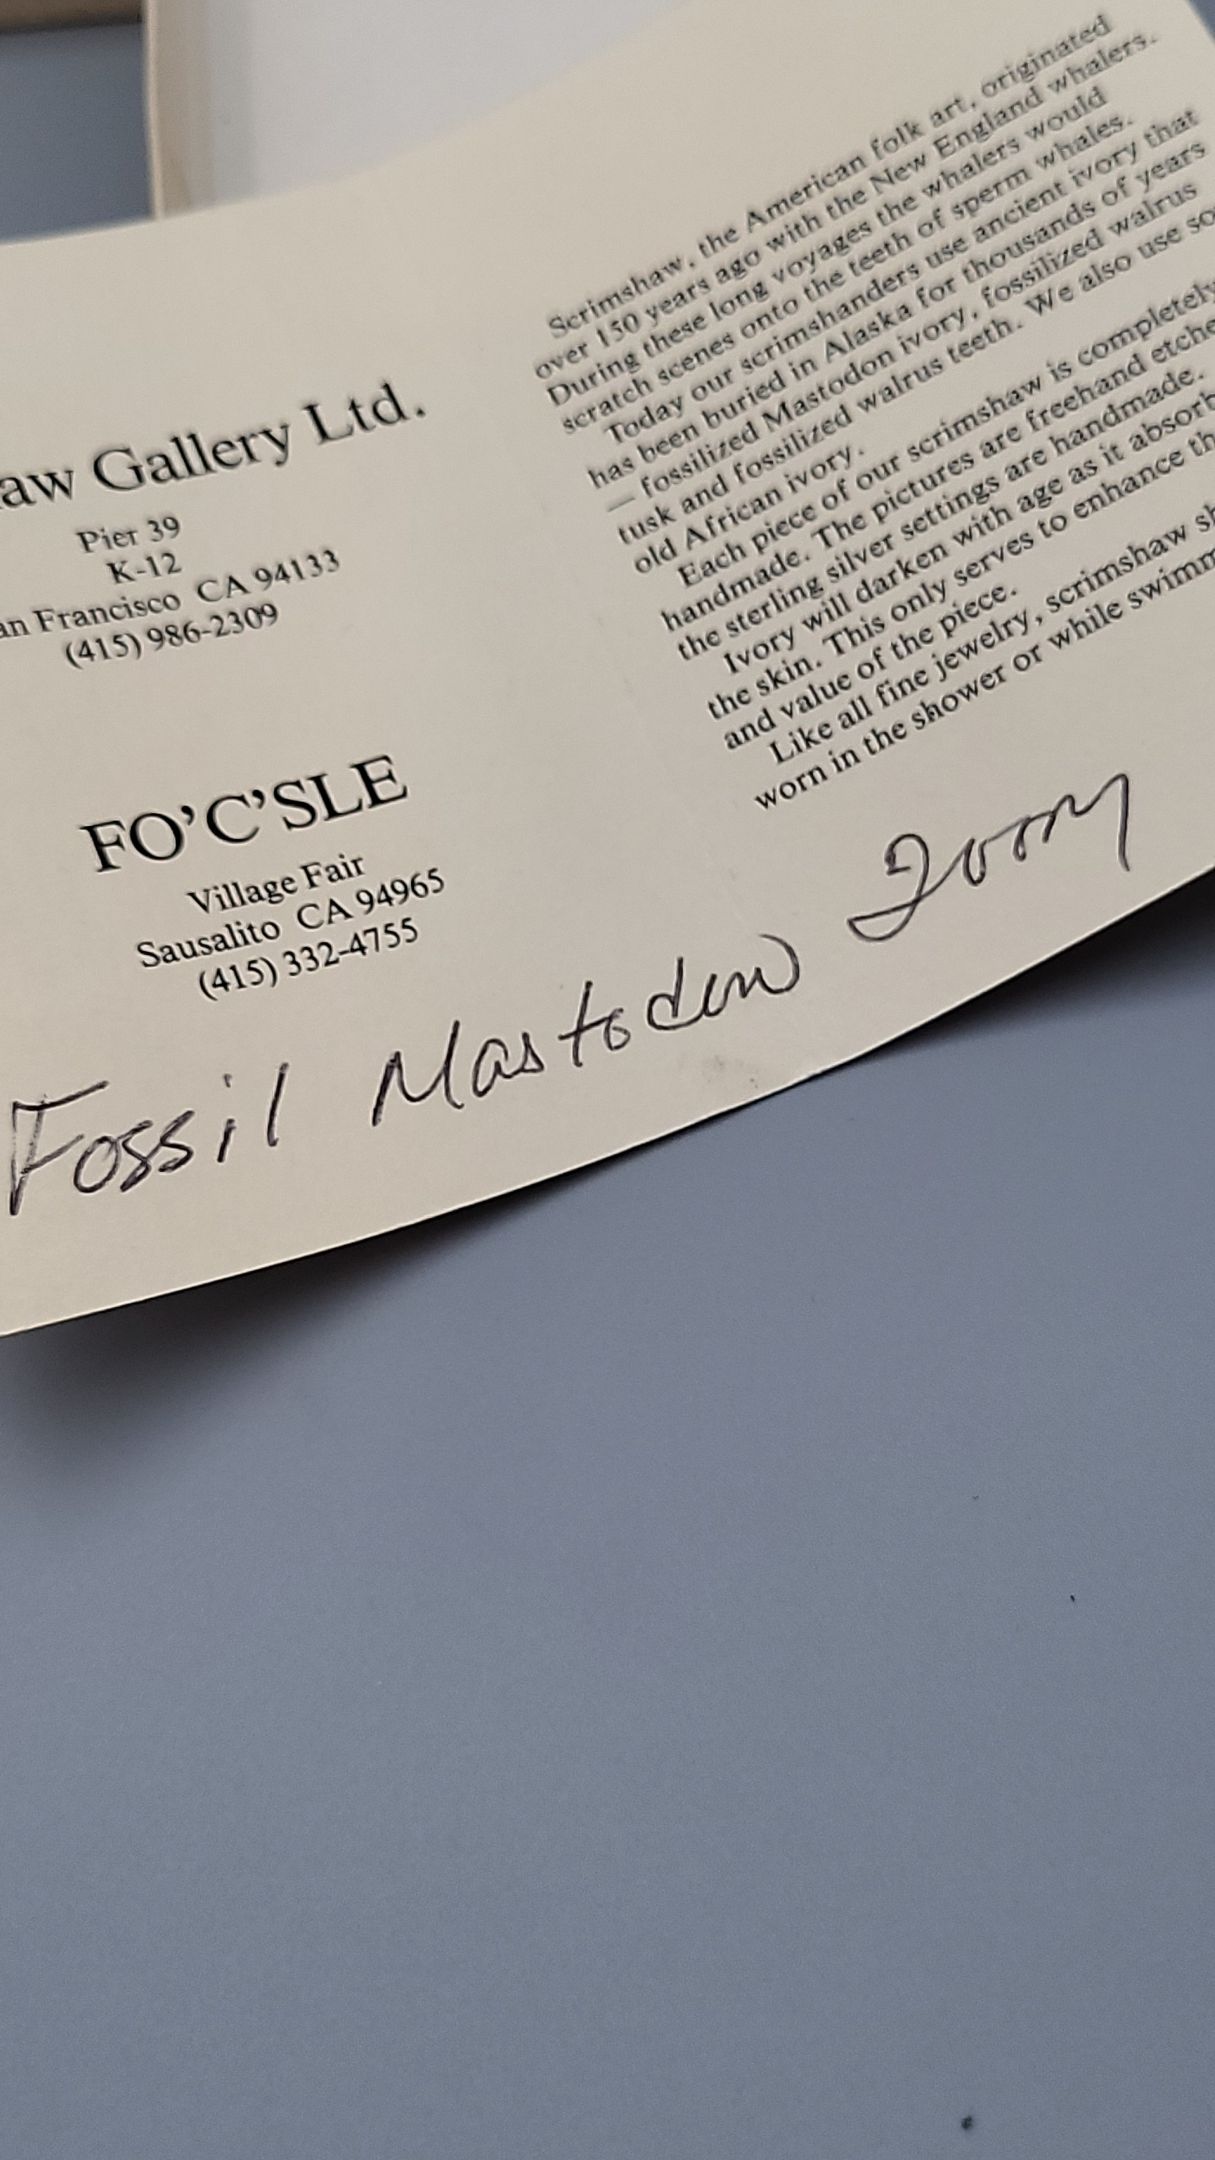 aw Gallery Ltd.
Pier 39
K-12
an Francisco CA 94133
(415) 986-2309
FO'C'SLE
Village Fair
Sausalito CA 94965
(415) 332-4755
Scrimshaw, the American folk art, originated
over 150 years ago with the New England whalers.
During these long voyages the whalers would
scratch scenes onto the teeth of sperm whales.
Today our scrimshanders use ancient ivory that
has been buried in Alaska for thousands of years
— fossilized Mastodon ivory, fossilized walrus
tusk and fossilized walrus teeth. We also use so
old African ivory.
Each piece of our scrimshaw is completely
handmade. The pictures are freehand etche
the sterling silver settings are handmade.
Ivory will darken with age as it absorb
the skin. This only serves to enhance th
and value of the piece.
Like all fine jewelry, scrimshaw sh
worn in the shower or while swimm
Fossil Mastodon Ivory